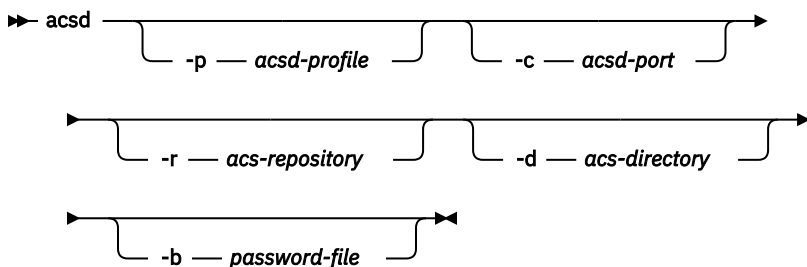 acsd
-p acsd-profile -c acsd-port
-r acs-repository -d acs-directory
-b password-file